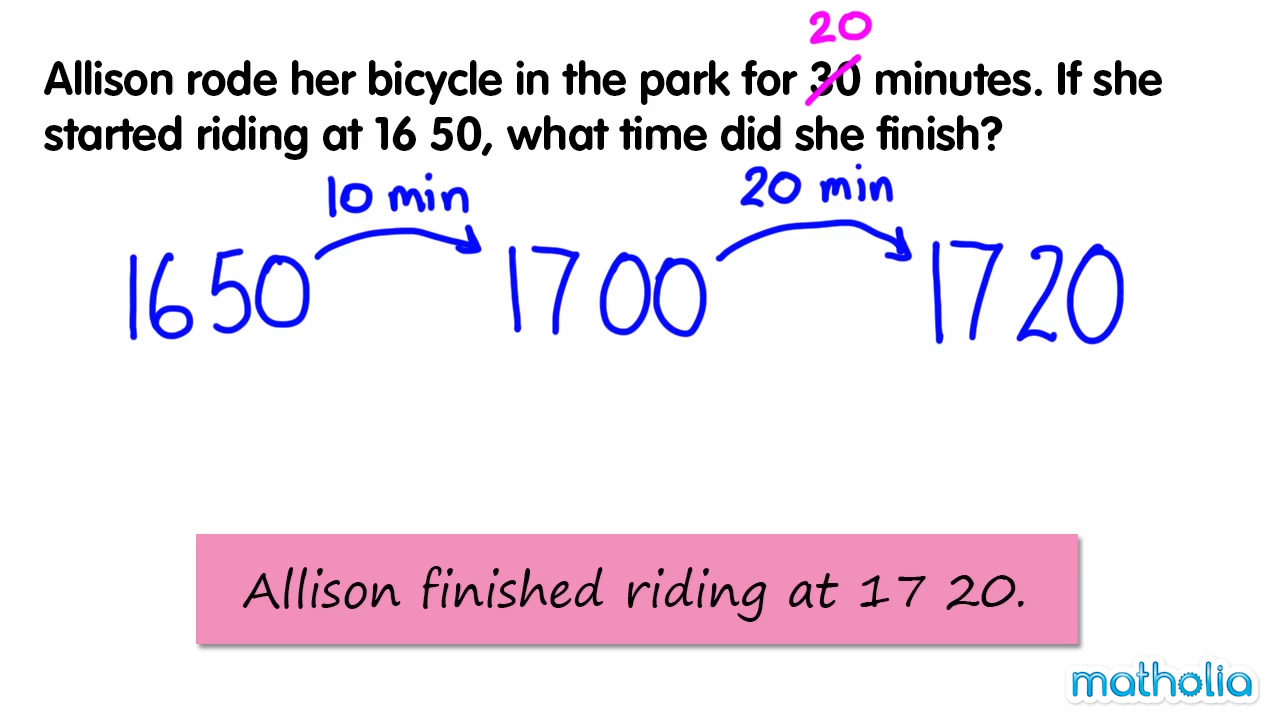 20
Allison rode her bicycle in the park for 30 minutes. If she
started riding at 16 50, what time did she finish?
10 min 20 min
1650 1700 1720
Allison finished riding at 17 20.
matholia